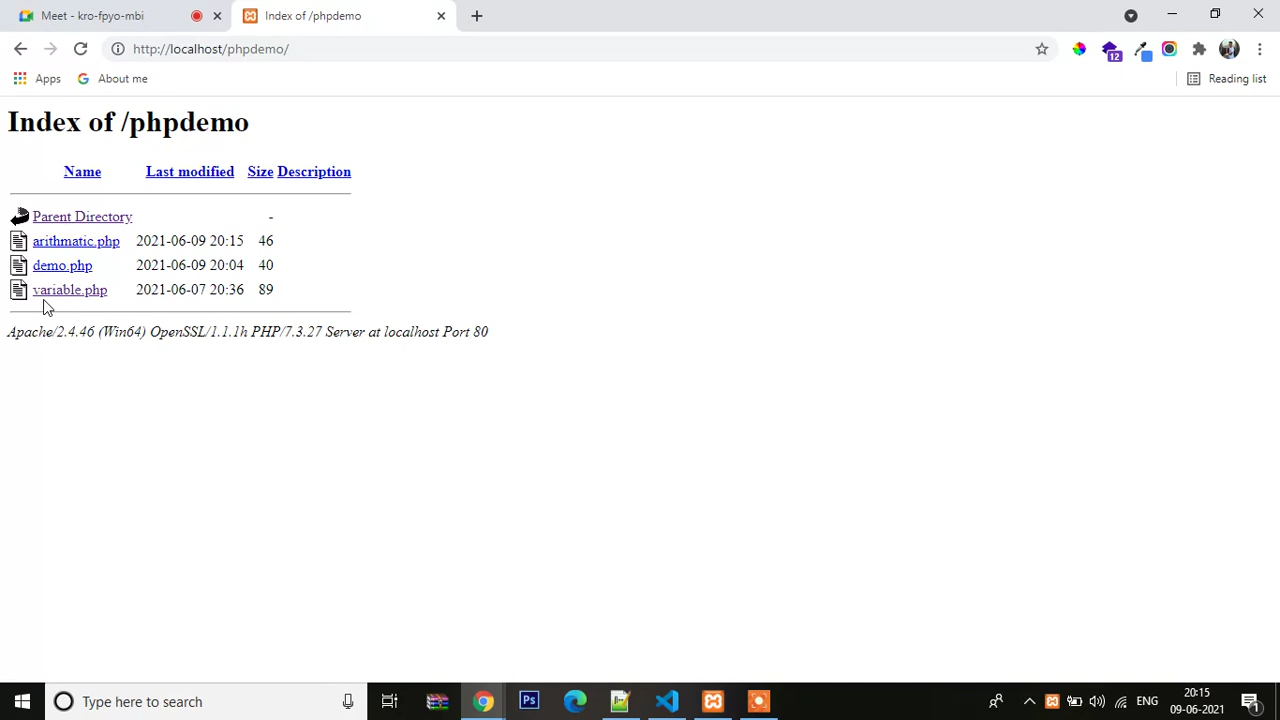 Meet - kro-fpyo-mbi
Index of /phpdemo
http://localhost/phpdemo/
12
Apps
About me
Reading list
Index of /phpdemo
Name Last modified Size Description
Parent Directory -
arithmatic.php 2021-06-09 20:15 46
demo.php 2021-06-09 20:04 40
variable.php 2021-06-07 20:36 89
Apache/2.4.46 (Win64) OpenSSL/1.1.1h PHP/7.3.27 Server at localhost Port 80
Type here to search
Ps
ENG
20:15
09-06-2021
1